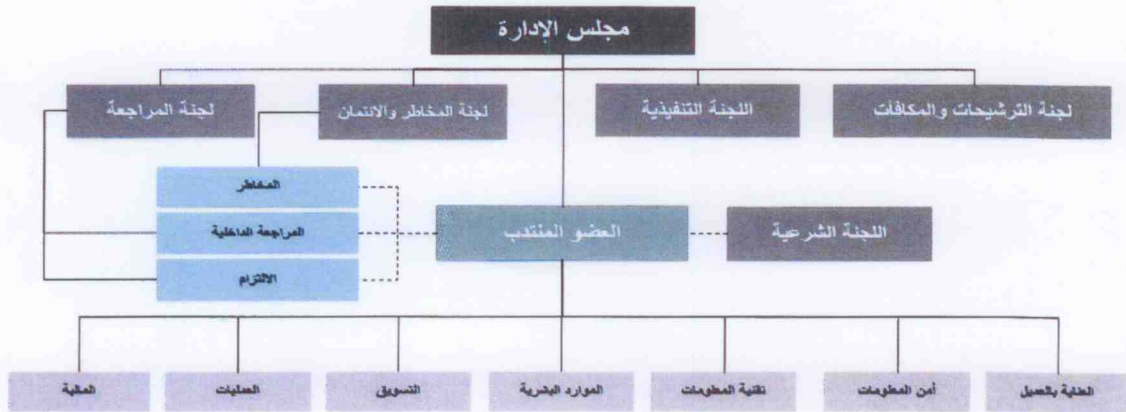 مجلس الإدارة
لجنة الترشيحات والمكافات
اللجنة التنفيذية
لجنة المخاطر والائتمان
لجنة المراجعة
المخاطر
المراجعة الداخلية
الالتزام
العضو المنتدب
اللجنة الشرعية
العناية بالعميل
أمن المعلومات
تقنية المعلومات
الموارد البشرية
التسويق
العمليات
المالية